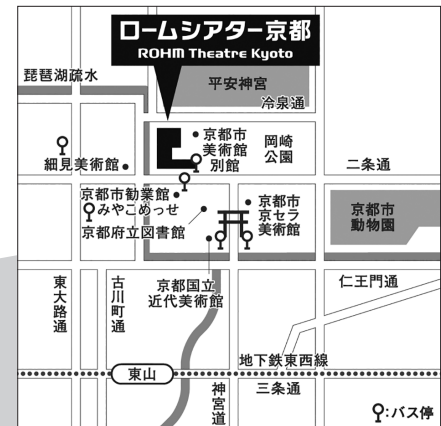 ロームシアター京都
ROHM Theatre Kyoto
琵琶湖疏水
平安神宮
冷泉通
京都市
美術館
別館
岡崎
公園
細見美術館
二条通
京都市勧業館
みやこめっせ
京都府立図書館
京都市
京セラ
美術館
京都市
動物園
京都国立
近代美術館
仁王門通
東大路通
古川町通
地下鉄東西線
東山
三条通
神宮道
:バス停